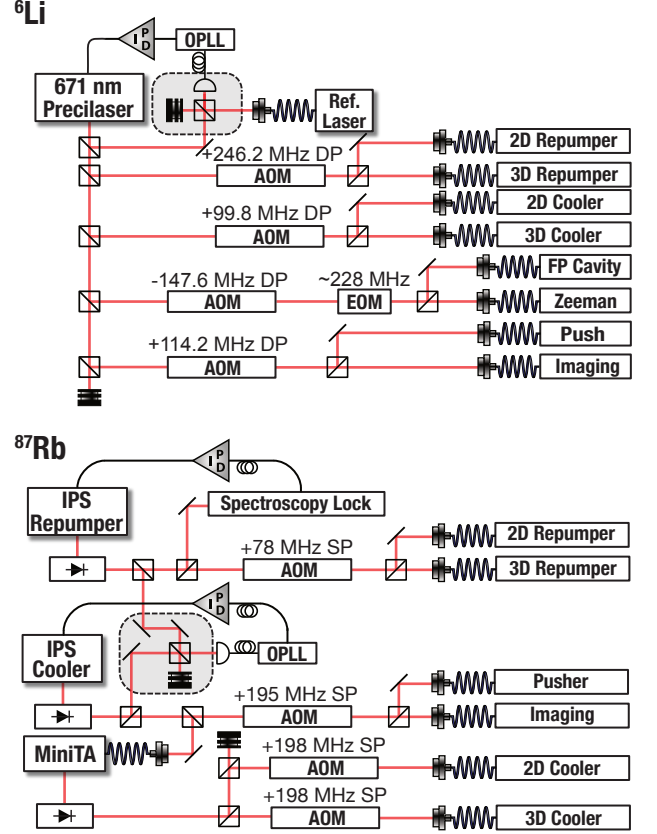 ⁶Li
I P D
OPLL
671 nm
Precilaser
Ref.
Laser
+246.2 MHz DP
AOM
2D Repumper
3D Repumper
+99.8 MHz DP
AOM
2D Cooler
3D Cooler
-147.6 MHz DP
AOM
~228 MHz
EOM
FP Cavity
Zeeman
+114.2 MHz DP
AOM
Push
Imaging
⁸⁷Rb
I P D
IPS
Repumper
Spectroscopy Lock
+78 MHz SP
AOM
2D Repumper
3D Repumper
I P D
IPS
Cooler
OPLL
+195 MHz SP
AOM
Pusher
Imaging
MiniTA
+198 MHz SP
AOM
2D Cooler
+198 MHz SP
AOM
3D Cooler